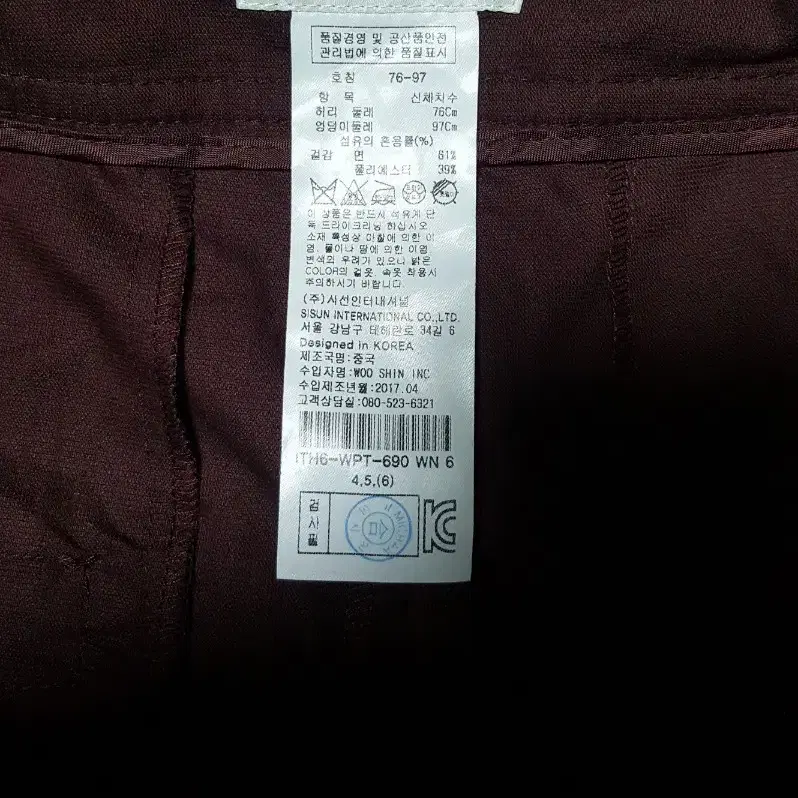 품질경영 및 공산품안전
관리법에 의한 품질표시
호칭 76-97
항 목 신체치수
허리 둘레 76Cm
엉덩이둘레 97Cm
섬유의 혼용률(%)
겉감 면 61%
폴리에스터 39%
이 상품은 반드시 석유계 단
독 드라이크리닝 하십시오
소재 특성상 마찰에 의한 이
염, 물이나 땀에 의한 이염
변색의 우려가 있으니 밝은
COLOR의 겉옷, 속옷 착용시
주의하시기 바랍니다
(주)시선인터내셔널
SISUN INTERNATIONAL CO.,LTD.
서울 강남구 테헤란로 34길 6
Designed in KOREA
제조국명:중국
수입자명:WOO SHIN INC
수입제조년월:2017.04
고객상담실:080-523-6321
ITH6-WPT-690 WN 6
4,5,(6)
검
사
필
합